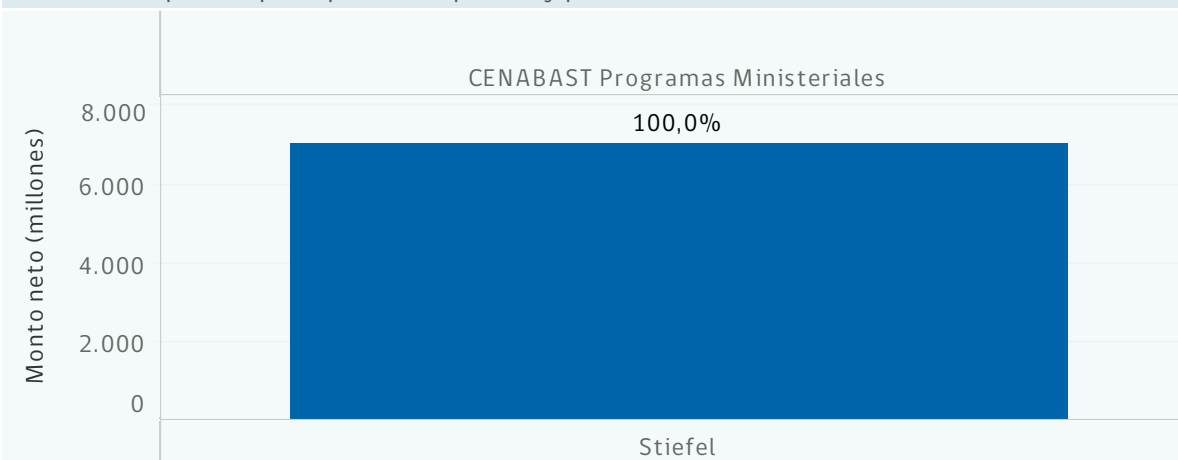 CENABAST Programas Ministeriales
100,0%
Monto neto (millones)
8.000
6.000
4.000
2.000
0
Stiefel